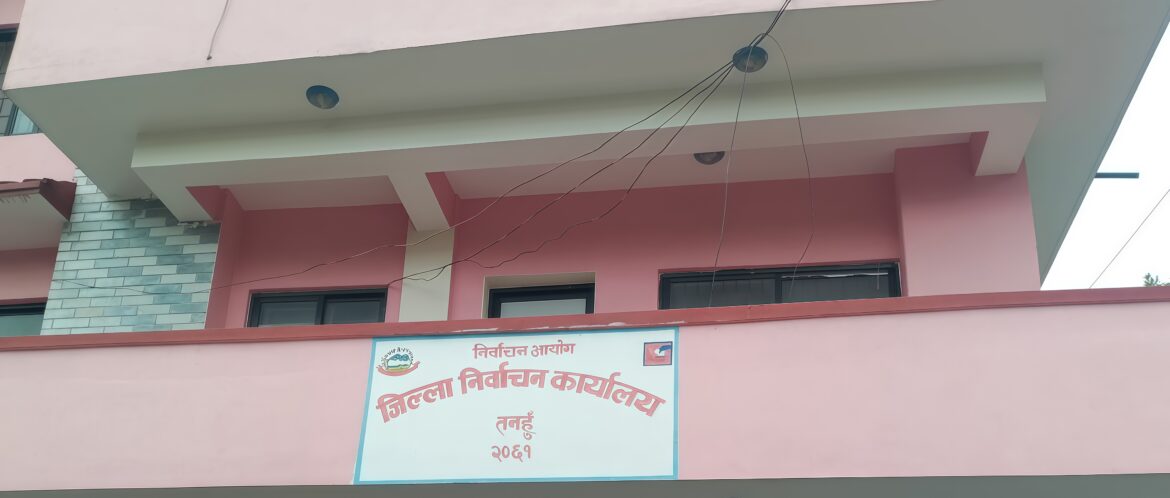 निर्वाचन आयोग
जिल्ला निर्वाचन कार्यालय
तनहुँ
२०६१